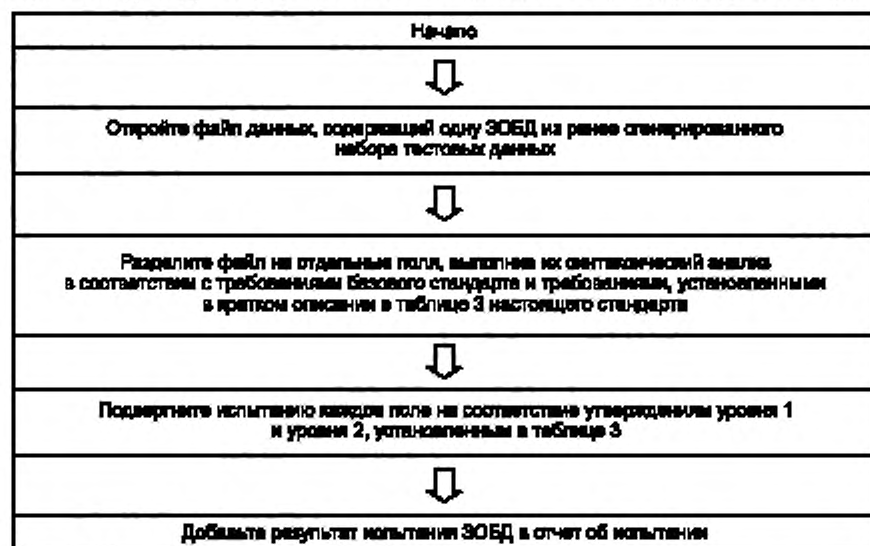 Начало
Откройте файл данных, содержащей одну ЗОБД из ранее сгенерированного
набора тестовых данных
Разделите файл на отдельные поля, выполнив их синтаксический анализ
в соответствии с требованиями базового стандарта и требованиями, установленными
в кратком описании в таблице 3 настоящего стандарта
Подвергните испытанию каждое поле на соответствие утверждениям уровня 1
и уровня 2, установленным в таблице 3
Добавьте результат испытания ЗОБД в отчет об испытании